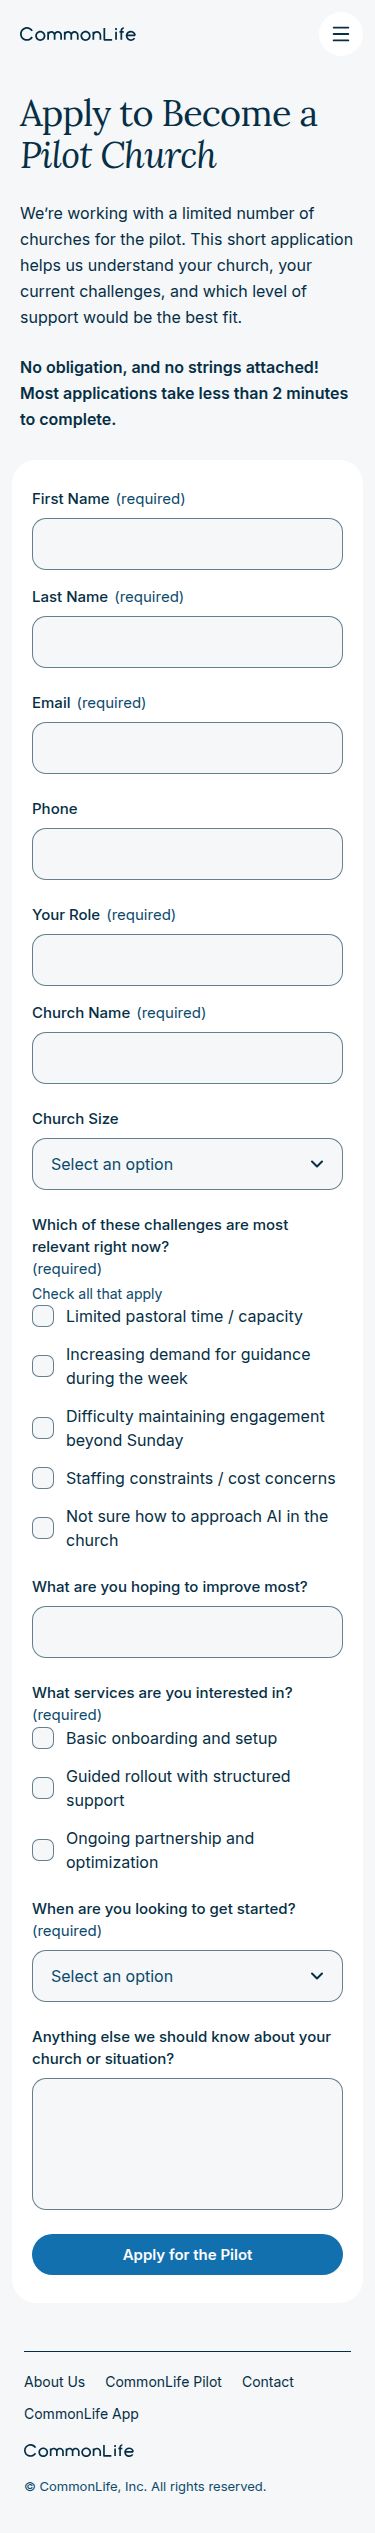 CommonLife
Apply to Become a
Pilot Church
We're working with a limited number of
churches for the pilot. This short application
helps us understand your church, your
current challenges, and which level of
support would be the best fit.
No obligation, and no strings attached!
Most applications take less than 2 minutes
to complete.
First Name (required)
Last Name (required)
Email (required)
Phone
Your Role (required)
Church Name (required)
Church Size
Select an option
Which of these challenges are most
relevant right now?
(required)
Check all that apply
Limited pastoral time / capacity
Increasing demand for guidance
during the week
Difficulty maintaining engagement
beyond Sunday
Staffing constraints / cost concerns
Not sure how to approach AI in the
church
What are you hoping to improve most?
What services are you interested in?
(required)
Basic onboarding and setup
Guided rollout with structured
support
Ongoing partnership and
optimization
When are you looking to get started?
(required)
Select an option
Anything else we should know about your
church or situation?
Apply for the Pilot
About Us CommonLife Pilot Contact
CommonLife App
CommonLife
© CommonLife, Inc. All rights reserved.